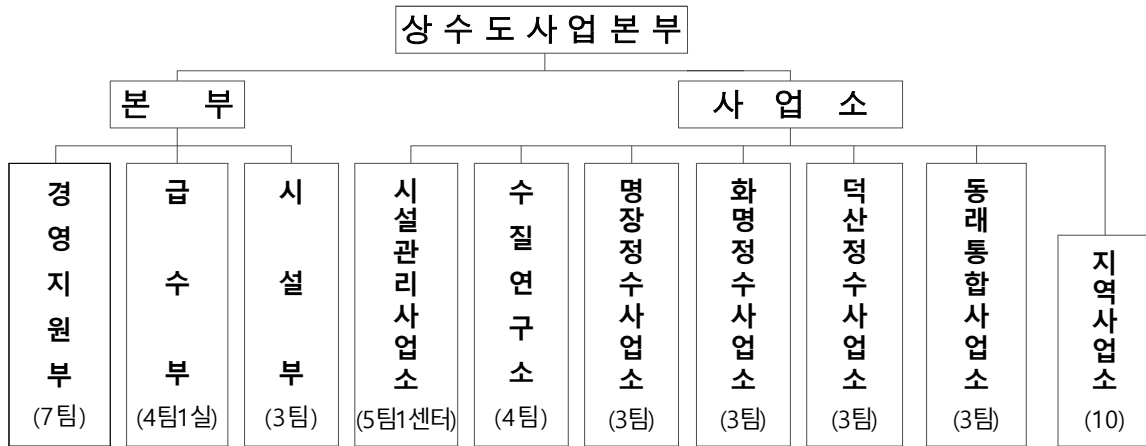 상 수 도 사 업 본 부
본 부
사 업 소
경영지원부
(7팀)
급수부
(4팀1실)
시설부
(3팀)
시설관리사업소
(5팀1센터)
수질연구소
(4팀)
명장정수사업소
(3팀)
화명정수사업소
(3팀)
덕산정수사업소
(3팀)
동래통합사업소
(3팀)
지역사업소
(10)